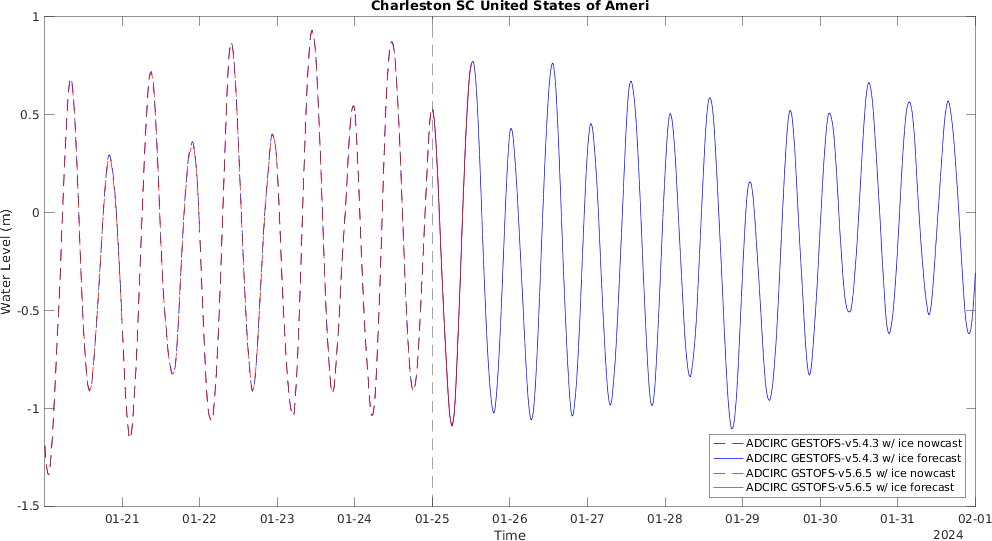 Charleston SC United States of Ameri
1
0.5
0
-0.5
-1
-1.5
Water Level (m)
01-21 01-22 01-23 01-24 01-25 01-26 01-27 01-28 01-29 01-30 01-31 02-01
Time
2024
ADCIRC GESTOFS-v5.4.3 w/ ice nowcast
ADCIRC GESTOFS-v5.4.3 w/ ice forecast
ADCIRC GSTOFS-v5.6.5 w/ ice nowcast
ADCIRC GSTOFS-v5.6.5 w/ ice forecast